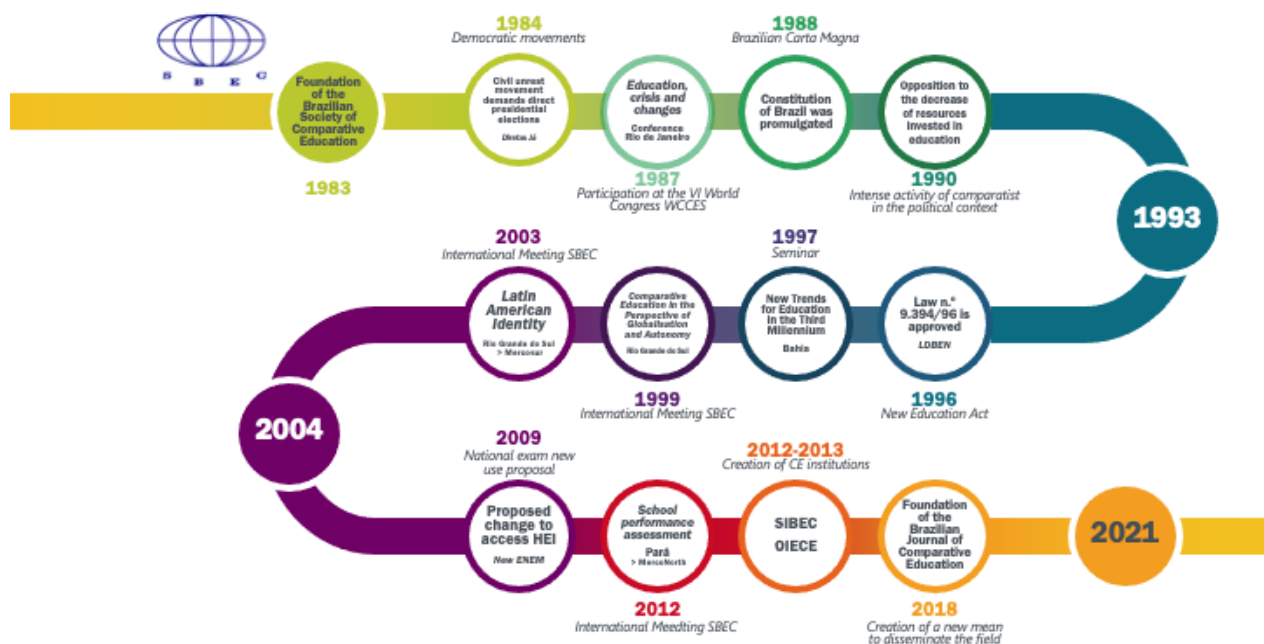 S B E C
Foundation
of the
Brazilian
Society of
Comparative
Education
1983
1984
Democratic movements
Civil unrest
movement
demands direct
presidential
elections
Diretas Já
Education,
crisis and
changes
Conference
Rio de Janeiro
1987
Participation at the VI World
Congress WCCES
1988
Brazilian Carta Magna
Constitution
of Brazil was
promulgated
Opposition to
the decrease
of resources
invested in
education
1990
Intense activity of comparatist
in the political context
1993
Law n.º
9.394/96 is
approved
LDBEN
1996
New Education Act
1997
Seminar
New Trends
for Education
in the Third
Millennium
Bahia
Comparative
Education in the
Perspective of
Globalisation
and Autonomy
Rio Grande do Sul
1999
International Meeting SBEC
2003
International Meeting SBEC
Latin
American
Identity
Rio Grande do Sul
> Mercosur
2004
2009
National exam new
use proposal
Proposed
change to
access HEI
New ENEM
School
performance
assessment
Pará
> MercoNorth
2012
International Meedting SBEC
2012-2013
Creation of CE institutions
SIBEC
OIECE
Foundation
of the
Brazilian
Journal of
Comparative
Education
2018
Creation of a new mean
to disseminate the field
2021